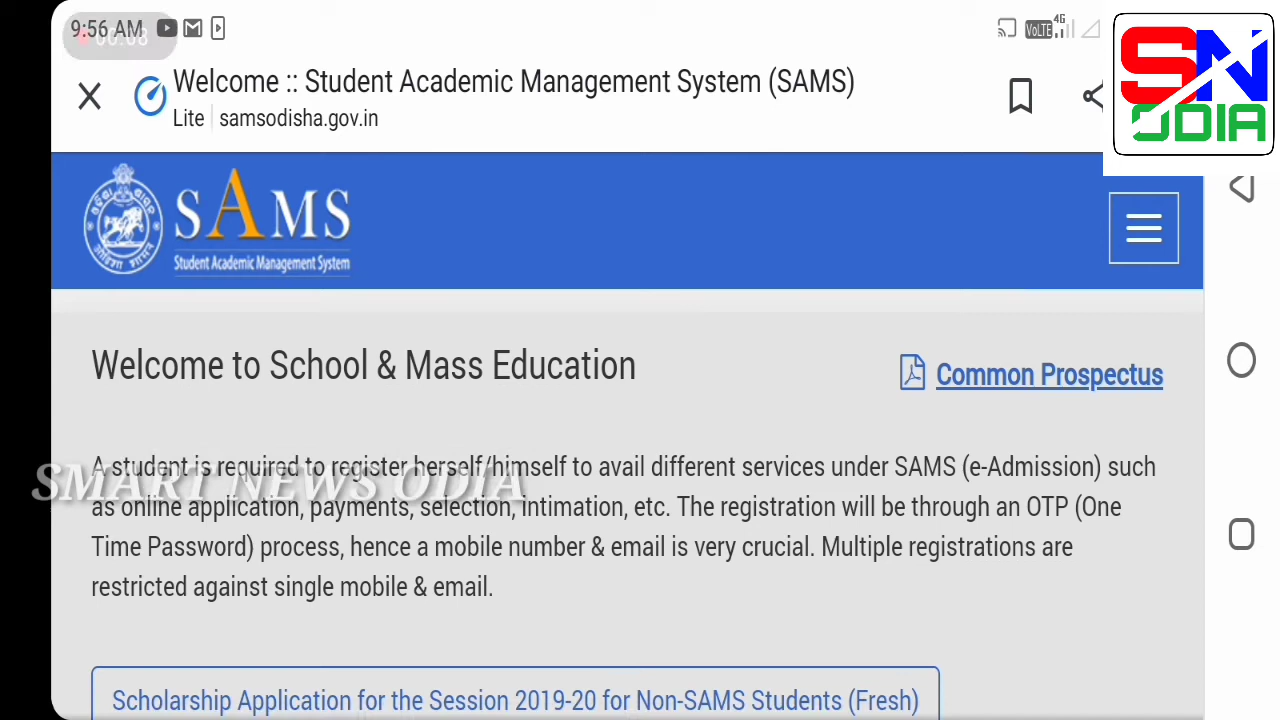 9:56 AM
00:08
VoLTE 4G
SN
ODIA
Welcome :: Student Academic Management System (SAMS)
Lite samsodisha.gov.in
SAMS
Student Academic Management System
Welcome to School & Mass Education
Common Prospectus
A student is required to register herself/himself to avail different services under SAMS (e-Admission) such
as online application, payments, selection, intimation, etc. The registration will be through an OTP (One
Time Password) process, hence a mobile number & email is very crucial. Multiple registrations are
restricted against single mobile & email.
SMART NEWS ODIA
Scholarship Application for the Session 2019-20 for Non-SAMS Students (Fresh)